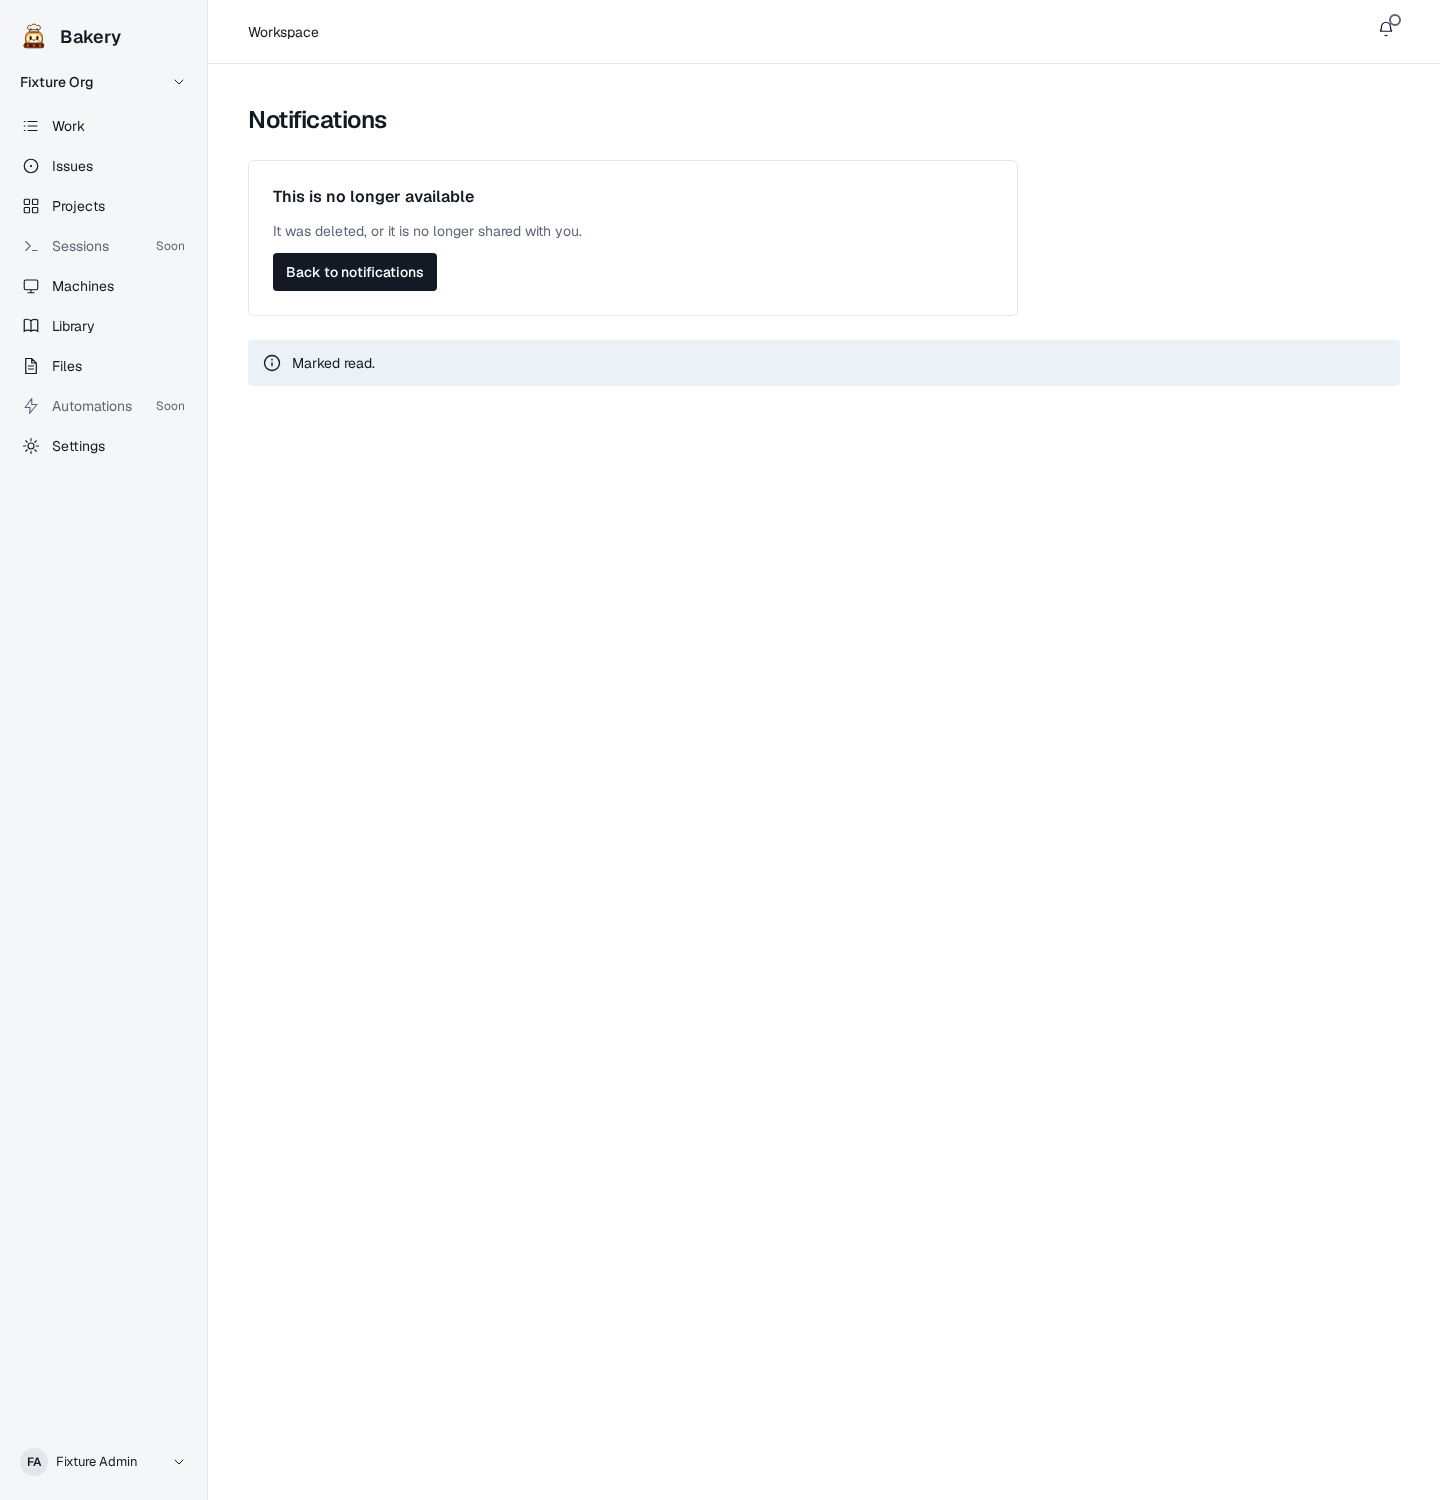 Bakery
Fixture Org
Work
Issues
Projects
Sessions Soon
Machines
Library
Files
Automations Soon
Settings
FA Fixture Admin
Workspace
Notifications
This is no longer available
It was deleted, or it is no longer shared with you.
Back to notifications
Marked read.